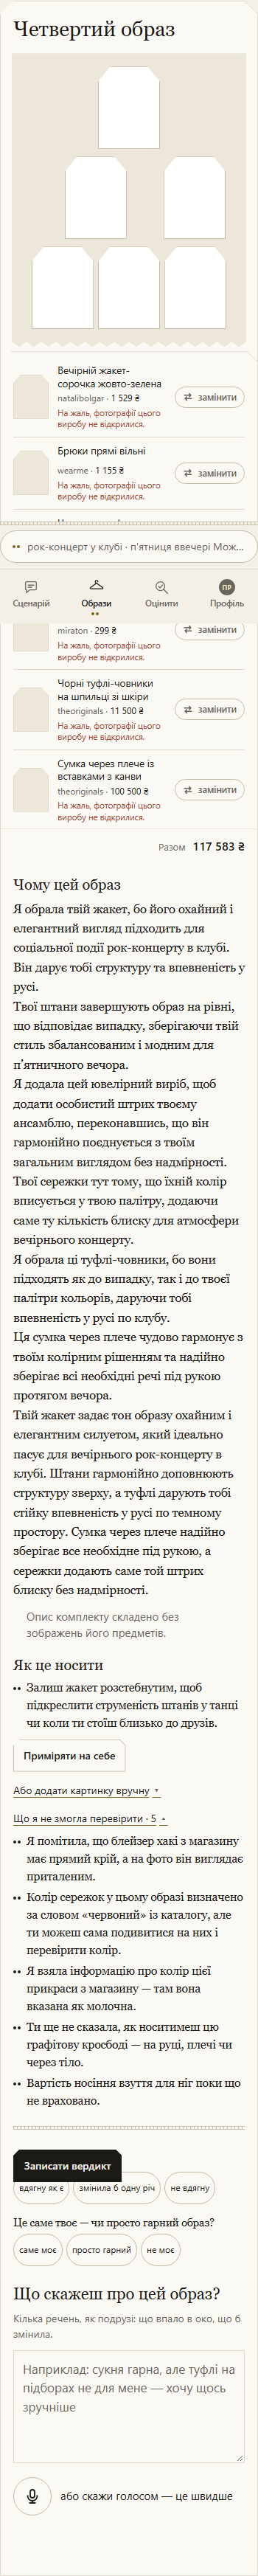 Четвертий образ
Вечірній жакет-
сорочка жовто-зелена
natalibolgar · 1 529 ₴
На жаль, фотографії цього
виробу не відкрилися.
замінити
Брюки прямі вільні
wearme · 1 155 ₴
На жаль, фотографії цього
виробу не відкрилися.
замінити
•• рок-концерт у клубі · п'ятниця ввечері Мож...
Сценарій
Образи
Оцінити
ПР
Профіль
miraton · 299 ₴
На жаль, фотографії цього
виробу не відкрилися.
замінити
Чорні туфлі-човники
на шпильці зі шкіри
theoriginals · 11 500 ₴
На жаль, фотографії цього
виробу не відкрилися.
замінити
Сумка через плече із
вставками з канви
theoriginals · 100 500 ₴
На жаль, фотографії цього
виробу не відкрилися.
замінити
Разом 117 583 ₴
Чому цей образ
Я обрала твій жакет, бо його охайний і
елегантний вигляд підходить для
соціальної події рок-концерту в клубі.
Він дарує тобі структуру та впевненість у
русі.
Твої штани завершують образ на рівні,
що відповідає випадку, зберігаючи твій
стиль збалансованим і модним для
п'ятничного вечора.
Я додала цей ювелірний виріб, щоб
додати особистий штрих твоєму
ансамблю, переконавшись, що він
гармонійно поєднується з твоїм
загальним виглядом без надмірності.
Твої сережки тут тому, що їхній колір
вписується у твою палітру, додаючи
саме ту кількість блиску для атмосфери
вечірнього концерту.
Я обрала ці туфлі-човники, бо вони
підходять як до випадку, так і до твоєї
палітри кольорів, даруючи тобі
впевненість у русі по клубу.
Ця сумка через плече чудово гармонує з
твоїм колірним рішенням та надійно
зберігає всі необхідні речі під рукою
протягом вечора.
Твій жакет задає тон образу охайним і
елегантним силуетом, який ідеально
пасує для вечірнього рок-концерту в
клубі. Штани гармонійно доповнюють
структуру зверху, а туфлі дарують тобі
стійку впевненість у русі по темному
простору. Сумка через плече надійно
зберігає все необхідне під рукою, а
сережки додають саме той штрих
блиску без надмірності.
Опис комплекту складено без
зображень його предметів.
Як це носити
•• Залиш жакет розстебнутим, щоб
підкреслити струменість штанів у танці
чи коли ти стоїш близько до друзів.
Приміряти на себе
Або додати картинку вручну
Що я не змогла перевірити · 5
•• Я помітила, що блейзер хакі з магазину
має прямий крій, а на фото він виглядає
приталеним.
•• Колір сережок у цьому образі визначено
за словом «червоний» із каталогу, але
ти можеш сама подивитися на них і
перевірити колір.
•• Я взяла інформацію про колір цієї
прикраси з магазину — там вона
вказана як молочна.
•• Ти ще не сказала, як носитимеш цю
графітову кросбоді — на руці, плечі чи
через тіло.
•• Вартість носіння взуття для ніг поки що
не враховано.
Записати вердикт
вдягну як є
змінила б одну річ
не вдягну
Це саме твоє — чи просто гарний образ?
саме моє
просто гарний
не моє
Що скажеш про цей образ?
Кілька речень, як подрузі: що впало в око, що б
змінила.
Наприклад: сукня гарна, але туфлі на
підборах не для мене — хочу щось
зручніше
або скажи голосом — це швидше